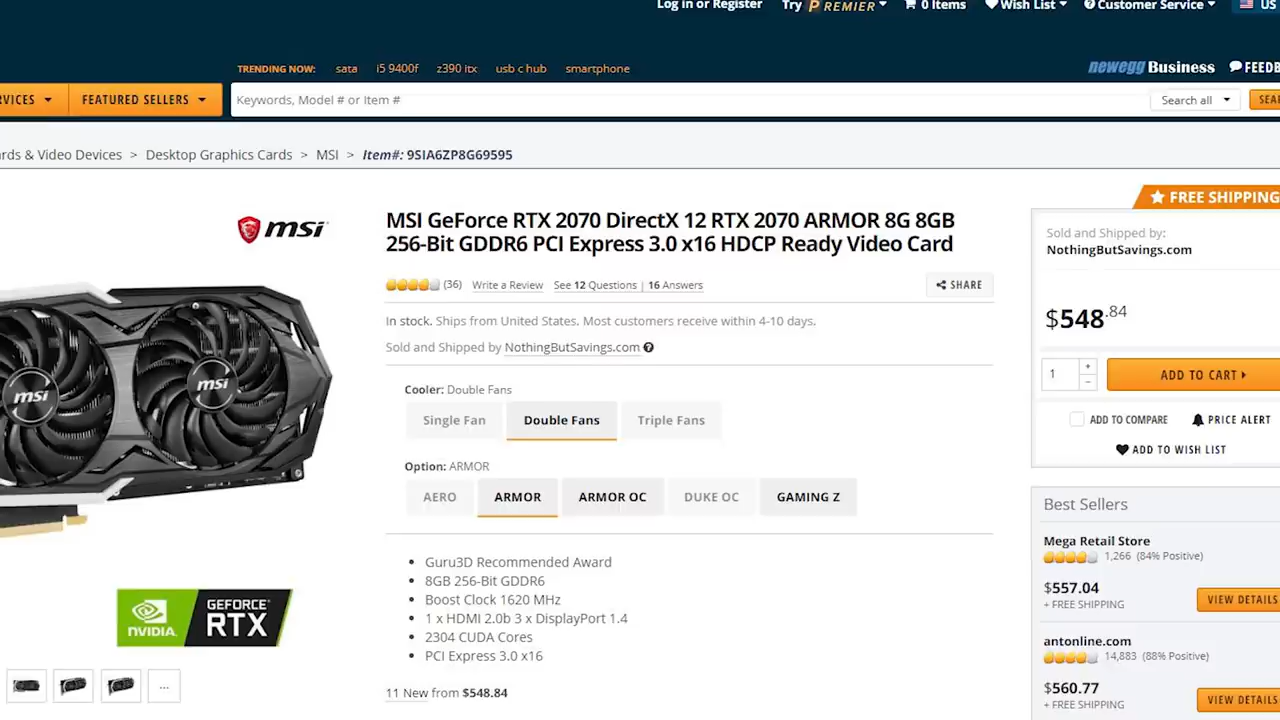 Log in or Register Try PREMIER 0 Items Wish List Customer Service US
TRENDING NOW: sata i5 9400f z390 itx usb c hub smartphone
newegg Business FEEDB
VICES FEATURED SELLERS Keywords, Model # or Item # Search all SEA
rds & Video Devices > Desktop Graphics Cards > MSI > Item#: 9SIA6ZP8G69595
FREE SHIPPING
msi
MSI GeForce RTX 2070 DirectX 12 RTX 2070 ARMOR 8G 8GB
256-Bit GDDR6 PCI Express 3.0 x16 HDCP Ready Video Card
(36) Write a Review See 12 Questions | 16 Answers SHARE
In stock. Ships from United States. Most customers receive within 4-10 days.
Sold and Shipped by NothingButSavings.com ?
Cooler: Double Fans
Single Fan Double Fans Triple Fans
Option: ARMOR
AERO ARMOR ARMOR OC DUKE OC GAMING Z
• Guru3D Recommended Award
• 8GB 256-Bit GDDR6
• Boost Clock 1620 MHz
• 1 x HDMI 2.0b 3 x DisplayPort 1.4
• 2304 CUDA Cores
• PCI Express 3.0 x16
11 New from $548.84
msi
msi
NVIDIA. GEFORCE RTX
...
Sold and Shipped by:
NothingButSavings.com
$548.84
1 + - ADD TO CART
ADD TO COMPARE PRICE ALERT
ADD TO WISH LIST
Best Sellers
Mega Retail Store
1,266 (84% Positive)
$557.04
+ FREE SHIPPING VIEW DETAILS
antonline.com
14,883 (88% Positive)
$560.77
+ FREE SHIPPING VIEW DETAILS